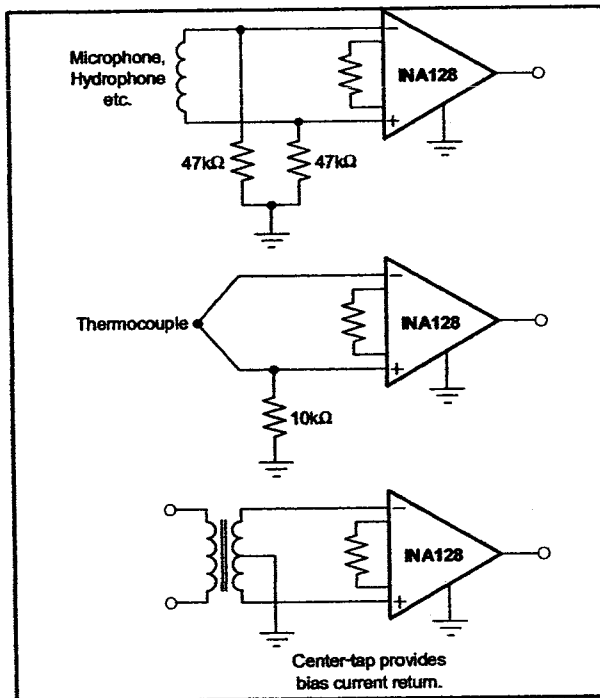 Microphone,
Hydrophone
etc.
−
INA128
+
47kΩ
47kΩ
−
Thermocouple
INA128
+
10kΩ
−
INA128
+
Center-tap provides
bias current return.